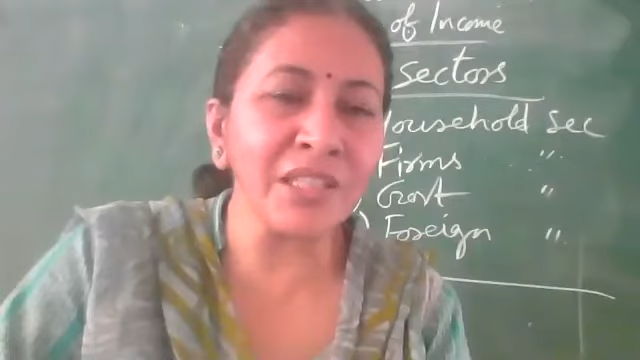 of Income
Sectors
ousehold Sec
Firms "
Govt "
) Foreign "